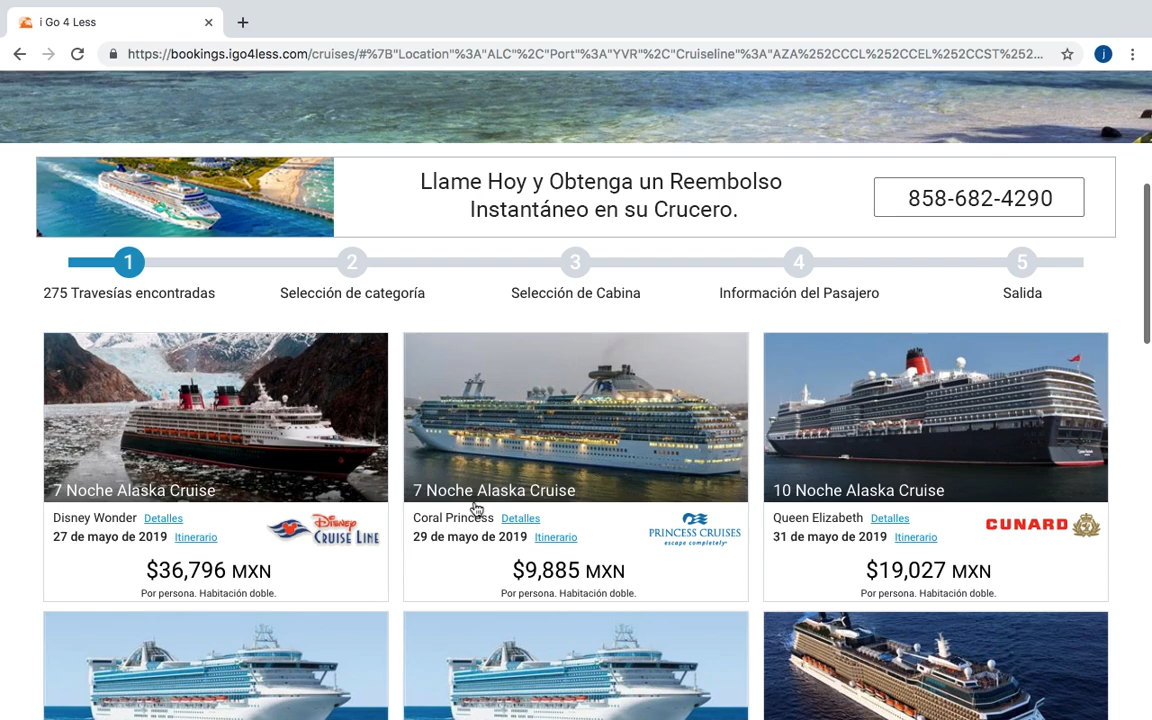 i Go 4 Less
https://bookings.igo4less.com/cruises/#%7B"Location"%3A"ALC"%2C"Port"%3A"YVR"%2C"Cruiseline"%3A"AZA%252CCCL%252CCEL%252CCST%252...
j
Llame Hoy y Obtenga un Reembolso
Instantáneo en su Crucero.
858-682-4290
1
2
3
4
5
275 Travesías encontradas
Selección de categoría
Selección de Cabina
Información del Pasajero
Salida
7 Noche Alaska Cruise
Disney Wonder Detalles
27 de mayo de 2019 Itinerario
Disney
CRUISE LINE
$36,796 MXN
Por persona. Habitación doble.
7 Noche Alaska Cruise
Coral Princess Detalles
29 de mayo de 2019 Itinerario
PRINCESS CRUISES
escape completely
$9,885 MXN
Por persona. Habitación doble.
10 Noche Alaska Cruise
Queen Elizabeth Detalles
31 de mayo de 2019 Itinerario
CUNARD
$19,027 MXN
Por persona. Habitación doble.